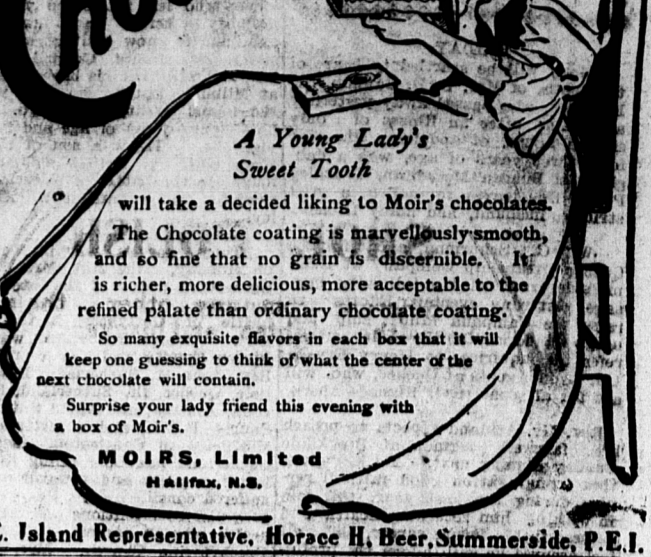 A Young Lady's
Sweet Tooth
will take a decided liking to Moir's chocolates.
The Chocolate coating is marvellously smooth,
and so fine that no grain is discernible. It
is richer, more delicious, more acceptable to the
refined palate than ordinary chocolate coating.
So many exquisite flavors in each box that it will
keep one guessing to think of what the center of the
next chocolate will contain.
Surprise your lady friend this evening with
a box of Moir's.
MOIRS, Limited
Halifax, N.S.
Island Representative, Horace H. Beer, Summerside, P.E.I.